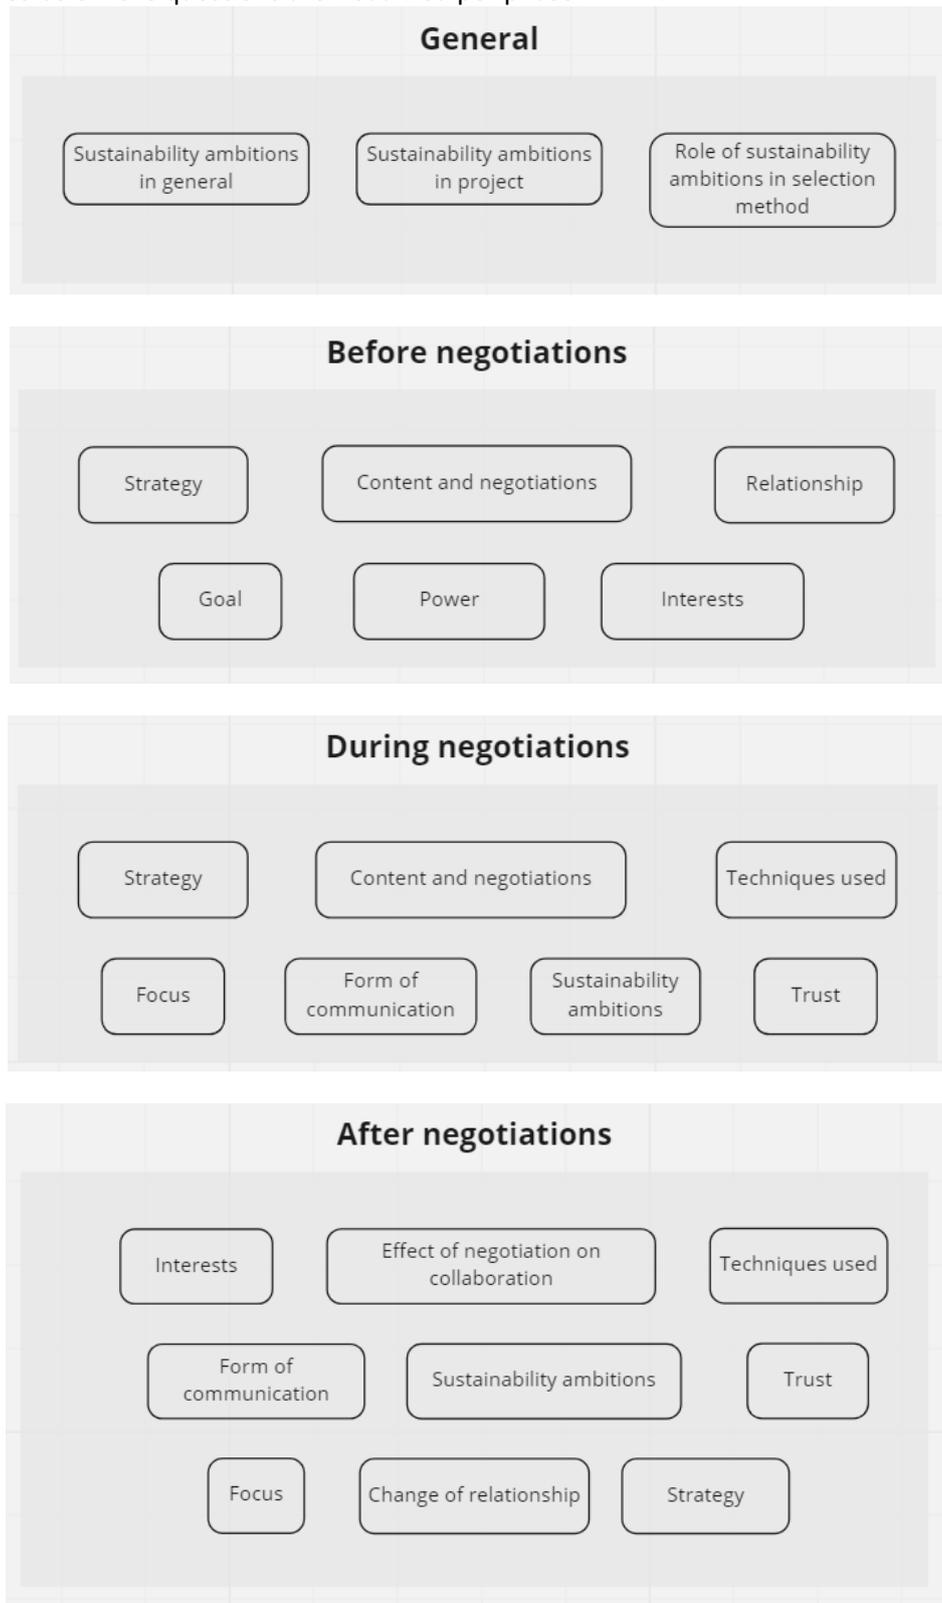 General
Sustainability ambitions
in general
Sustainability ambitions
in project
Role of sustainability
ambitions in selection
method
Before negotiations
Strategy
Content and negotiations
Relationship
Goal
Power
Interests
During negotiations
Strategy
Content and negotiations
Techniques used
Focus
Form of
communication
Sustainability
ambitions
Trust
After negotiations
Interests
Effect of negotiation on
collaboration
Techniques used
Form of
communication
Sustainability ambitions
Trust
Focus
Change of relationship
Strategy